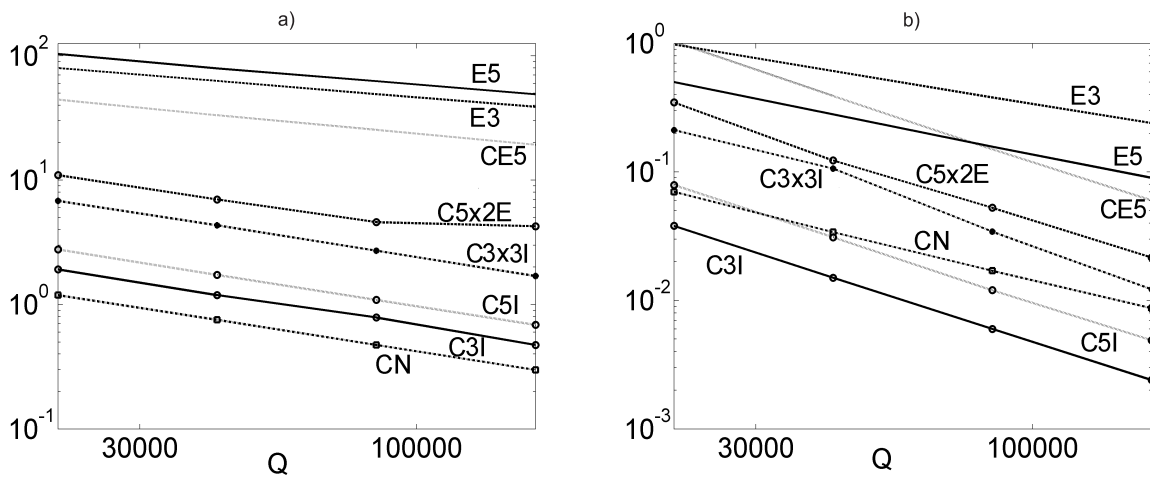 a)
10^2
10^1
10^0
10^-1
E5
E3
CE5
C5x2E
C3x3I
C5I
C3I
CN
30000
100000
Q
b)
10^0
10^-1
10^-2
10^-3
E3
E5
C5x2E
C3x3I
CE5
CN
C3I
C5I
30000
100000
Q